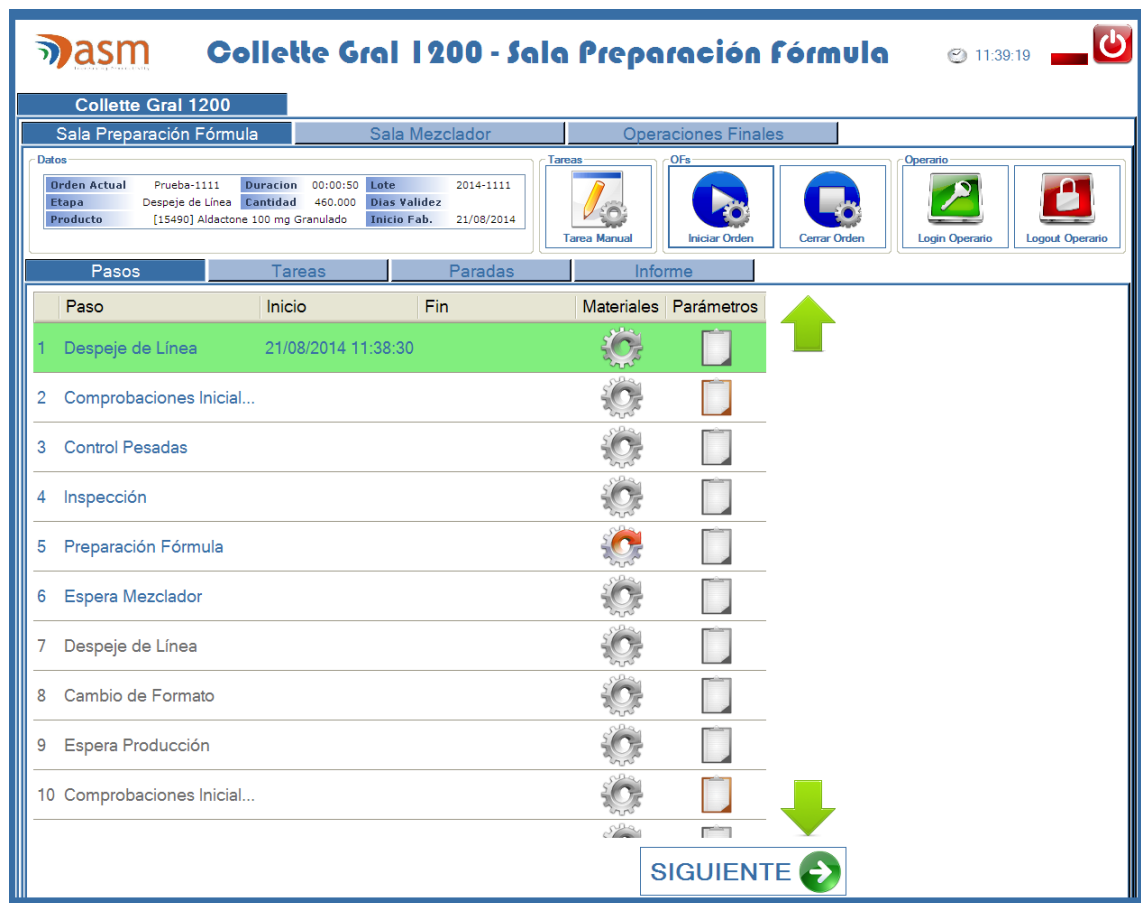 asm Collette Gral 1200 - Sala Preparación Fórmula 11:39:19
Collette Gral 1200
Sala Preparación Fórmula Sala Mezclador Operaciones Finales
Datos Tareas OFs Operario
Orden Actual Prueba-1111 Duracion 00:00:50 Lote 2014-1111
Etapa Despeje de Línea Cantidad 460.000 Dias Validez
Producto [15490] Aldactone 100 mg Granulado Inicio Fab. 21/08/2014
Tarea Manual Iniciar Orden Cerrar Orden Login Operario Logout Operario
Pasos Tareas Paradas Informe
Paso Inicio Fin Materiales Parámetros
1 Despeje de Línea 21/08/2014 11:38:30
2 Comprobaciones Inicial...
3 Control Pesadas
4 Inspección
5 Preparación Fórmula
6 Espera Mezclador
7 Despeje de Línea
8 Cambio de Formato
9 Espera Producción
10 Comprobaciones Inicial...
SIGUIENTE